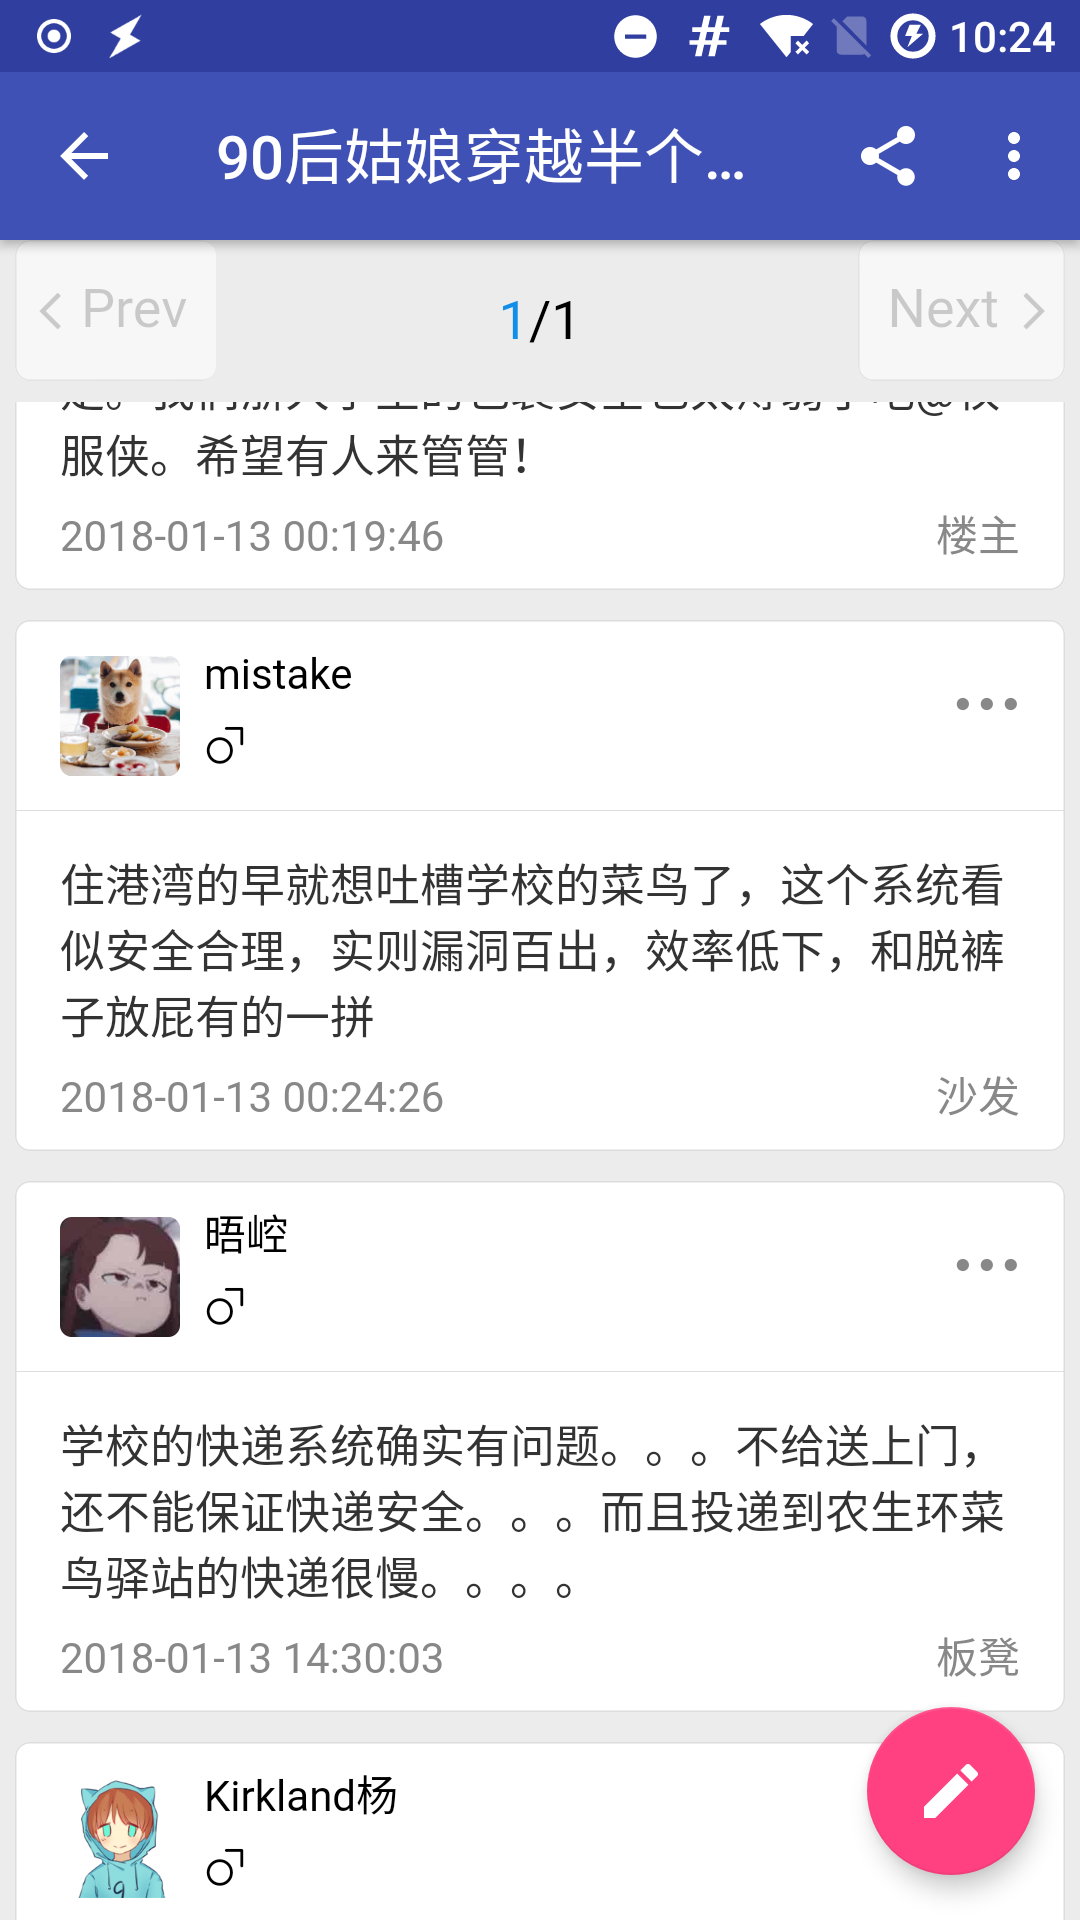 10:24
90后姑娘穿越半个...
Prev
1/1
Next
服侠。希望有人来管管！
2018-01-13 00:19:46
楼主
mistake
住港湾的早就想吐槽学校的菜鸟了，这个系统看
似安全合理，实则漏洞百出，效率低下，和脱裤
子放屁有的一拼
2018-01-13 00:24:26
沙发
晤崆
学校的快递系统确实有问题。。。不给送上门，
还不能保证快递安全。。。而且投递到农生环菜
鸟驿站的快递很慢。。。。
2018-01-13 14:30:03
板凳
Kirkland杨